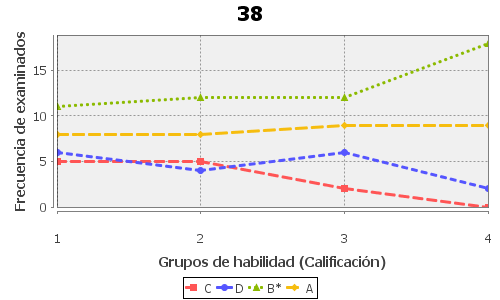 38
Frecuencia de examinados
15
10
5
0
1 2 3 4
Grupos de habilidad (Calificación)
C D B* A